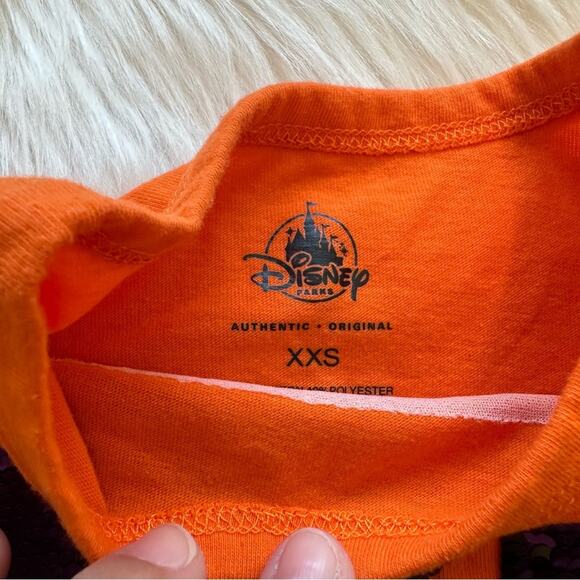 Disney
PARKS
AUTHENTIC • ORIGINAL
XXS
POLYESTER